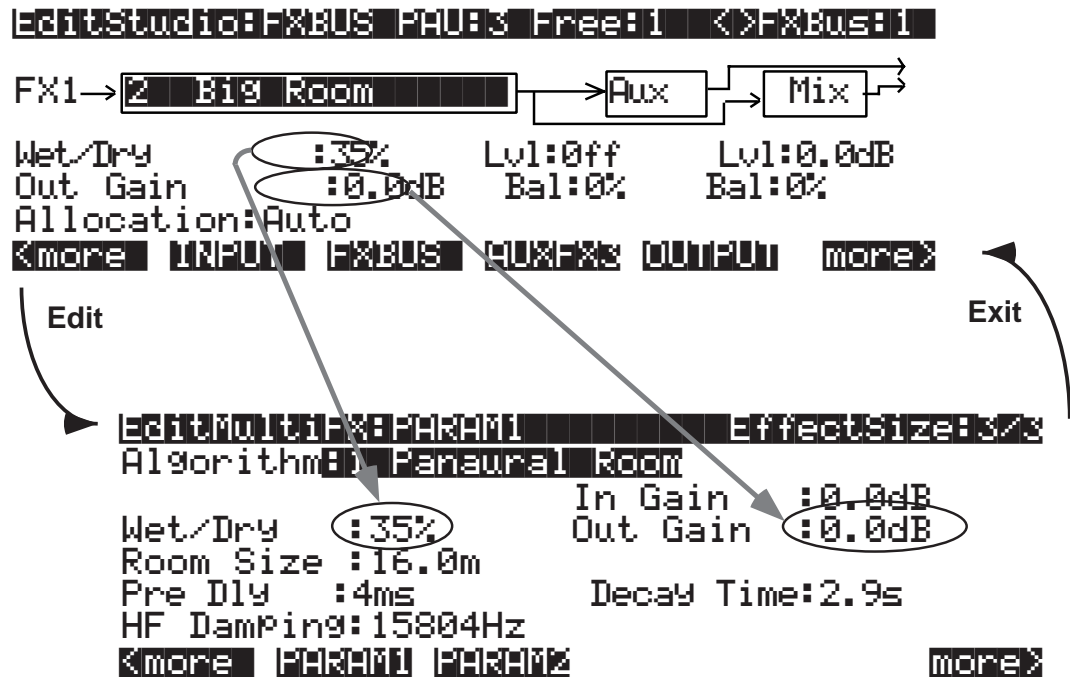 EditStudio:FXBUS PAU:3 Free:1 <>FXBus:1
FX1 2 Big Room Aux Mix
Wet/Dry :35% Lvl:Off Lvl:0.0dB
Out Gain :0.0dB Bal:0% Bal:0%
Allocation:Auto
<more INPUT FXBUS AUXFX3 OUTPUT more>
Edit
Exit
EditMultiFX:PARAM1 EffectSize:3/3
Algorithm:1 Panaural Room
In Gain :0.0dB
Wet/Dry :35% Out Gain :0.0dB
Room Size :16.0m
Pre Dly :4ms Decay Time:2.9s
HF Damping:15804Hz
<more PARAM1 PARAM2 more>